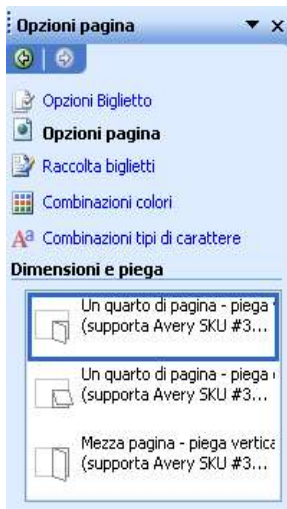 Opzioni pagina
Opzioni Biglietto
Opzioni pagina
Raccolta biglietti
Combinazioni colori
Combinazioni tipi di carattere
Dimensioni e piega
Un quarto di pagina - piega
(supporta Avery SKU #3...
Un quarto di pagina - piega
(supporta Avery SKU #3...
Mezza pagina - piega vertica
(supporta Avery SKU #3...